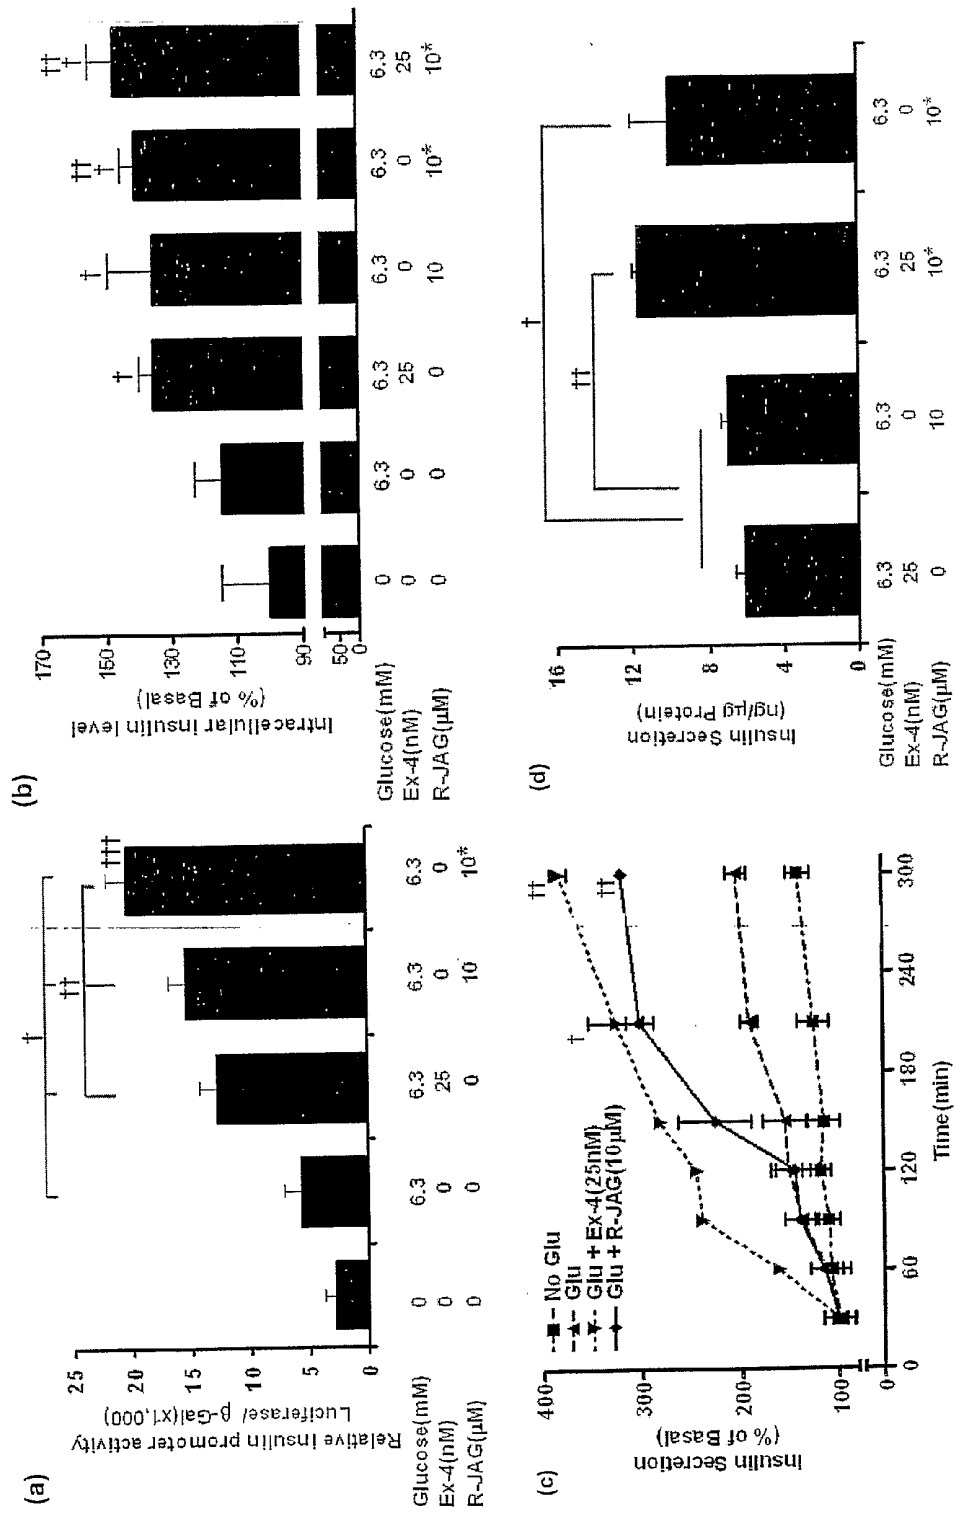 (a)
Relative insulin promoter activity
Luciferase/ β-Gal(x1,000)
25
20
15
10
5
0
Glucose(mM) 0 6.3 6.3 6.3 6.3
Ex-4(nM) 0 0 25 0 0
R-JAG(µM) 0 0 0 10 10*
†
††
†††
(b)
Intracellular insulin level
(% of Basal)
170
150
130
110
90
50
0
Glucose(mM) 0 6.3 6.3 6.3 6.3 6.3
Ex-4(nM) 0 0 25 0 0 25
R-JAG(µM) 0 0 0 10 10* 10*
†
†
†
††
†
††
(c)
Insulin Secretion
(% of Basal)
400
300
200
100
0
No Glu
Glu
Glu + Ex-4(25nM)
Glu + R-JAG(10µM)
†
††
††
0 60 120 180 240 300
Time(min)
(d)
Insulin Secretion
(ng/µg Protein)
16
12
8
4
0
†
††
Glucose(mM) 6.3 6.3 6.3 6.3
Ex-4(nM) 25 0 25 0
R-JAG(µM) 0 10 10* 10*